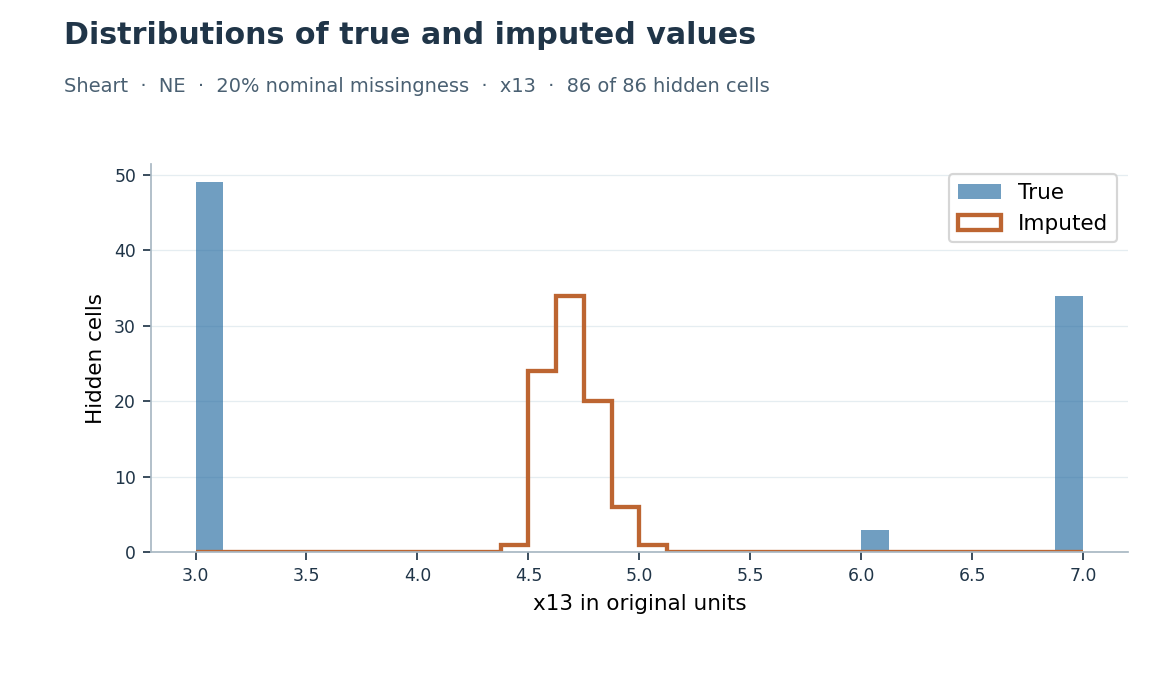 Distributions of true and imputed values
Sheart · NE · 20% nominal missingness · x13 · 86 of 86 hidden cells
True
Imputed
Hidden cells
50
40
30
20
10
0
3.0 3.5 4.0 4.5 5.0 5.5 6.0 6.5 7.0
x13 in original units